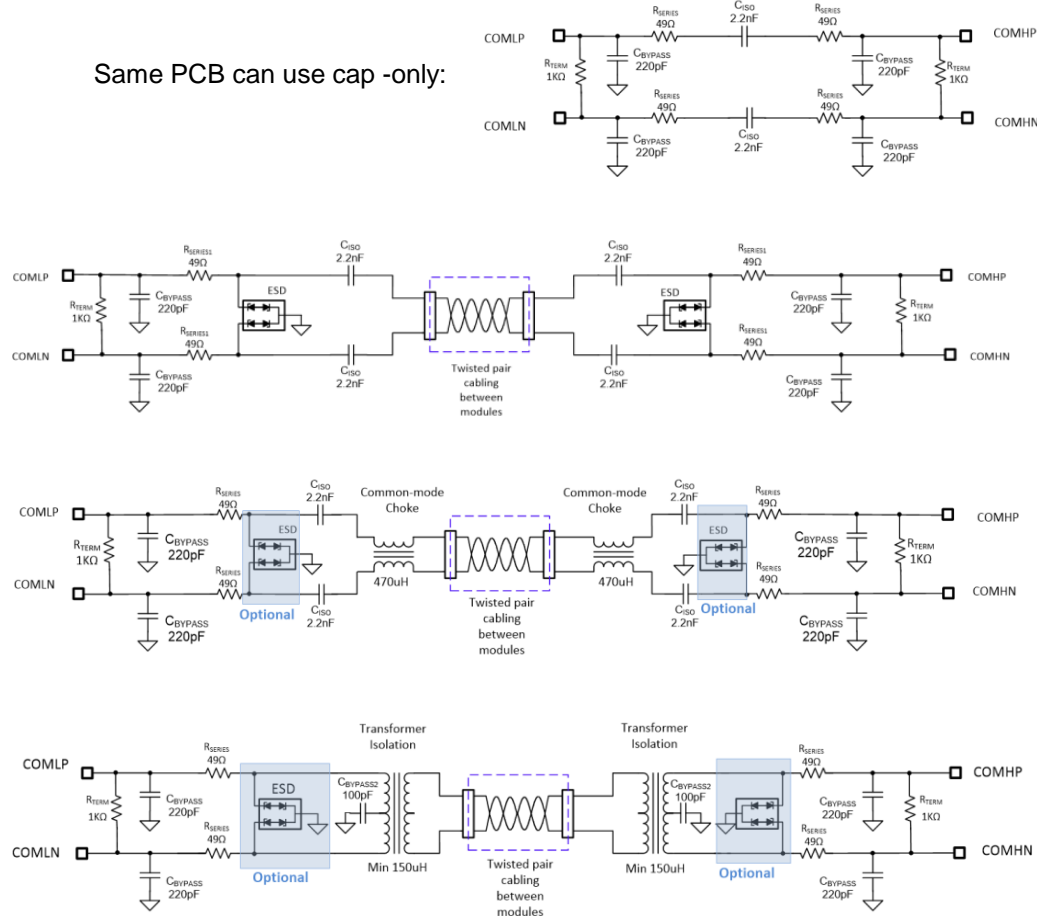 Same PCB can use cap -only:
COMLP
RSERIES
49Ω
CISO
2.2nF
RSERIES
49Ω
COMHP
RTERM
1KΩ
CBYPASS
220pF
CBYPASS
220pF
RTERM
1KΩ
COMLN
RSERIES
49Ω
CISO
2.2nF
RSERIES
49Ω
COMHN
CBYPASS
220pF
CBYPASS
220pF
COMLP
RSERIES1
49Ω
CISO
2.2nF
CISO
2.2nF
RSERIES1
49Ω
COMHP
RTERM
1KΩ
CBYPASS
220pF
ESD
ESD
CBYPASS
220pF
RTERM
1KΩ
COMLN
RSERIES1
49Ω
CISO
2.2nF
CISO
2.2nF
RSERIES1
49Ω
COMHN
CBYPASS
220pF
Twisted pair
cabling
between
modules
CBYPASS
220pF
COMLP
RSERIES
49Ω
CISO
2.2nF
Common-mode
Choke
Common-mode
Choke
CISO
2.2nF
RSERIES
49Ω
COMHP
RTERM
1KΩ
CBYPASS
220pF
ESD
ESD
CBYPASS
220pF
RTERM
1KΩ
COMLN
RSERIES
49Ω
470uH
470uH
RSERIES
49Ω
COMHN
CBYPASS
220pF
Optional
CISO
2.2nF
Twisted pair
cabling
between
modules
CISO
2.2nF
Optional
CBYPASS
220pF
Transformer
Isolation
Transformer
Isolation
COMLP
RSERIES
49Ω
RSERIES
49Ω
COMHP
RTERM
1KΩ
CBYPASS
220pF
ESD
CBYPASS2
100pF
CBYPASS2
100pF
CBYPASS
220pF
RTERM
1KΩ
COMLN
RSERIES
49Ω
RSERIES
49Ω
COMHN
CBYPASS
220pF
Optional
Min 150uH
Twisted pair
cabling
between
modules
Min 150uH
Optional
CBYPASS
220pF